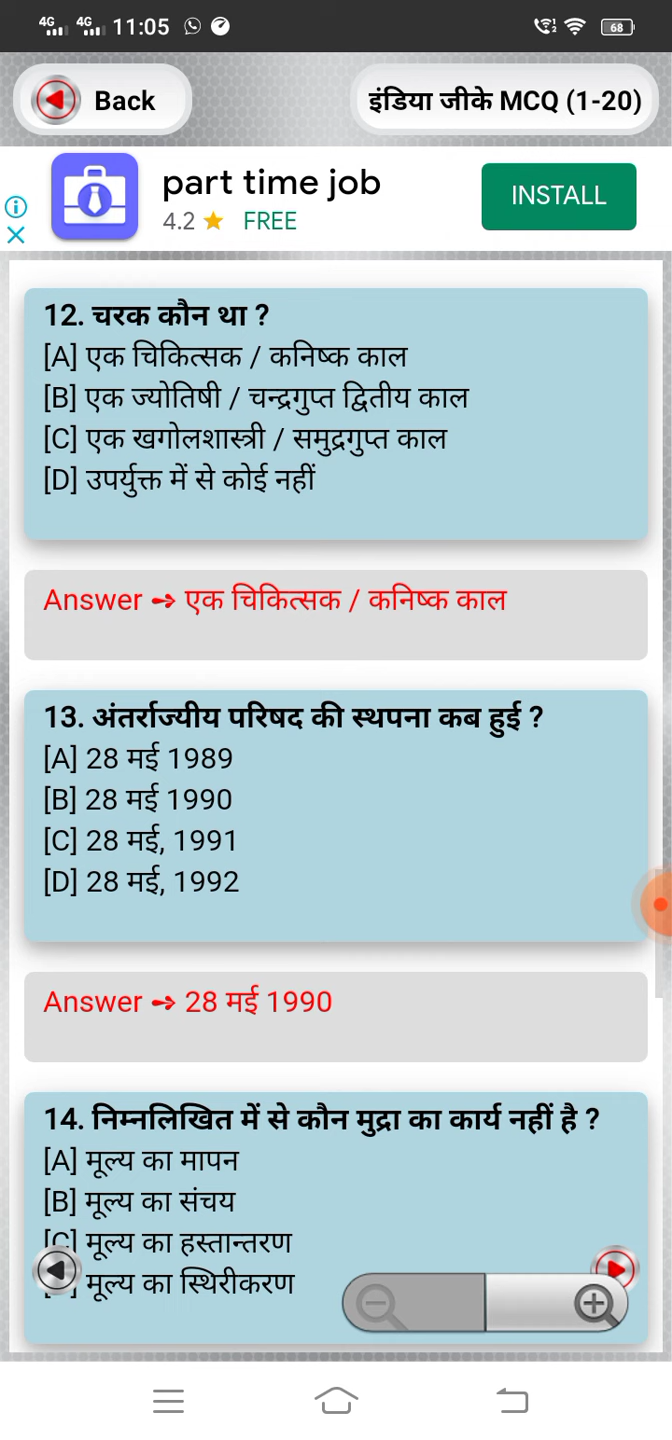 4G 4G 11:05 68
Back
इंडिया जीके MCQ (1-20)
part time job
4.2 ★ FREE
INSTALL
12. चरक कौन था ?
[A] एक चिकित्सक / कनिष्क काल
[B] एक ज्योतिषी / चन्द्रगुप्त द्वितीय काल
[C] एक खगोलशास्त्री / समुद्रगुप्त काल
[D] उपर्युक्त में से कोई नहीं
Answer ➺ एक चिकित्सक / कनिष्क काल
13. अंतर्राज्यीय परिषद की स्थपना कब हुई ?
[A] 28 मई 1989
[B] 28 मई 1990
[C] 28 मई, 1991
[D] 28 मई, 1992
Answer ➺ 28 मई 1990
14. निम्नलिखित में से कौन मुद्रा का कार्य नहीं है ?
[A] मूल्य का मापन
[B] मूल्य का संचय
[C] मूल्य का हस्तान्तरण
मूल्य का स्थिरीकरण